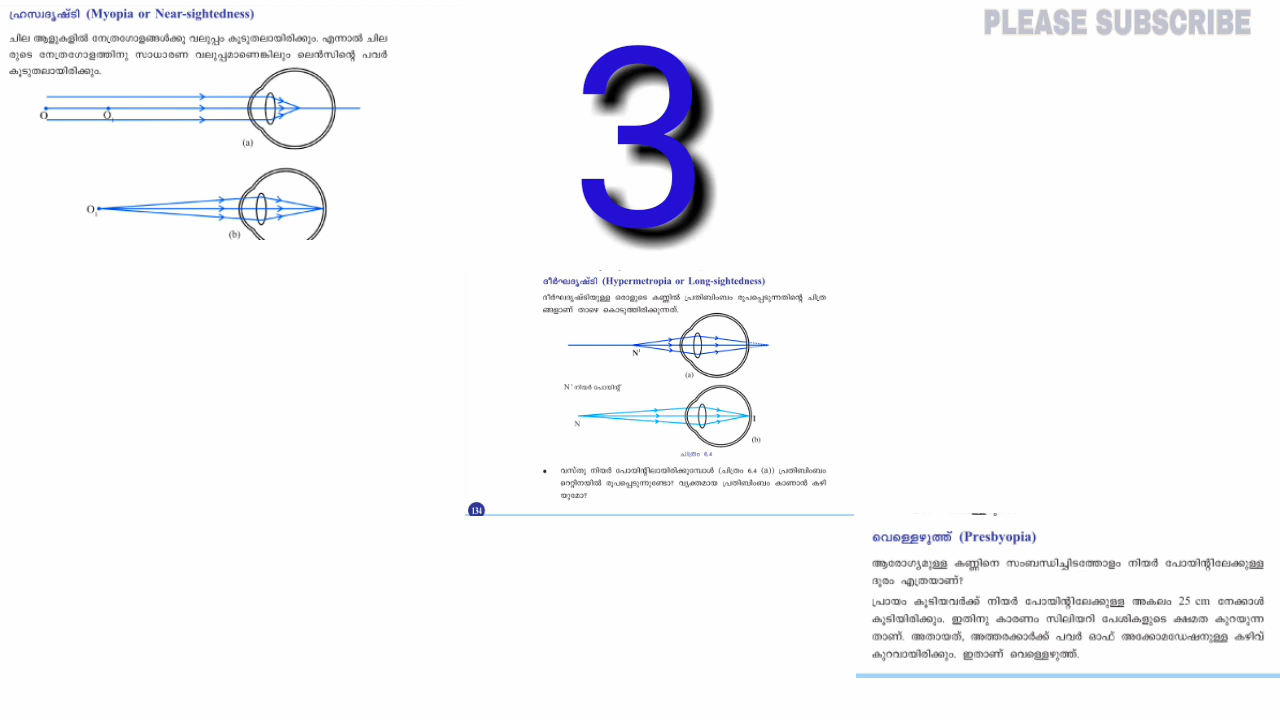 ഹ്രസ്വദൃഷ്ടി (Myopia or Near-sightedness)
ചില ആളുകളിൽ നേത്രഗോളങ്ങൾക്കു വലുപ്പം കൂടുതലായിരിക്കും. എന്നാൽ ചില
രുടെ നേത്രഗോളത്തിനു സാധാരണ വലുപ്പമാണെങ്കിലും ലെൻസിന്റെ പവർ
കൂടുതലായിരിക്കും.
O
O₁
(a)
O₁
(b)
PLEASE SUBSCRIBE
3
ദീർഘദൃഷ്ടി (Hypermetropia or Long-sightedness)
ദീർഘദൃഷ്ടിയുള്ള ഒരാളുടെ കണ്ണിൽ പ്രതിബിംബം രൂപപ്പെടുന്നതിന്റെ ചിത്ര
ങ്ങളാണ് താഴെ കൊടുത്തിരിക്കുന്നത്.
N'
(a)
N' നിയർ പോയിന്റ്
N
I
(b)
ചിത്രം 6.4
• വസ്തു നിയർ പോയിന്റിലായിരിക്കുമ്പോൾ (ചിത്രം 6.4 (a)) പ്രതിബിംബം
റെറ്റിനയിൽ രൂപപ്പെടുന്നുണ്ടോ? വ്യക്തമായ പ്രതിബിംബം കാണാൻ കഴി
യുമോ?
134
വെള്ളെഴുത്ത് (Presbyopia)
ആരോഗ്യമുള്ള കണ്ണിനെ സംബന്ധിച്ചിടത്തോളം നിയർ പോയിന്റിലേക്കുള്ള
ദൂരം എത്രയാണ്?
പ്രായം കൂടിയവർക്ക് നിയർ പോയിന്റിലേക്കുള്ള അകലം 25 cm നേക്കാൾ
കൂടിയിരിക്കും. ഇതിനു കാരണം സിലിയറി പേശികളുടെ ക്ഷമത കുറയുന്ന
താണ്. അതായത്, അത്തരക്കാർക്ക് പവർ ഓഫ് അക്കോമഡേഷനുള്ള കഴിവ്
കുറവായിരിക്കും. ഇതാണ് വെള്ളെഴുത്ത്.